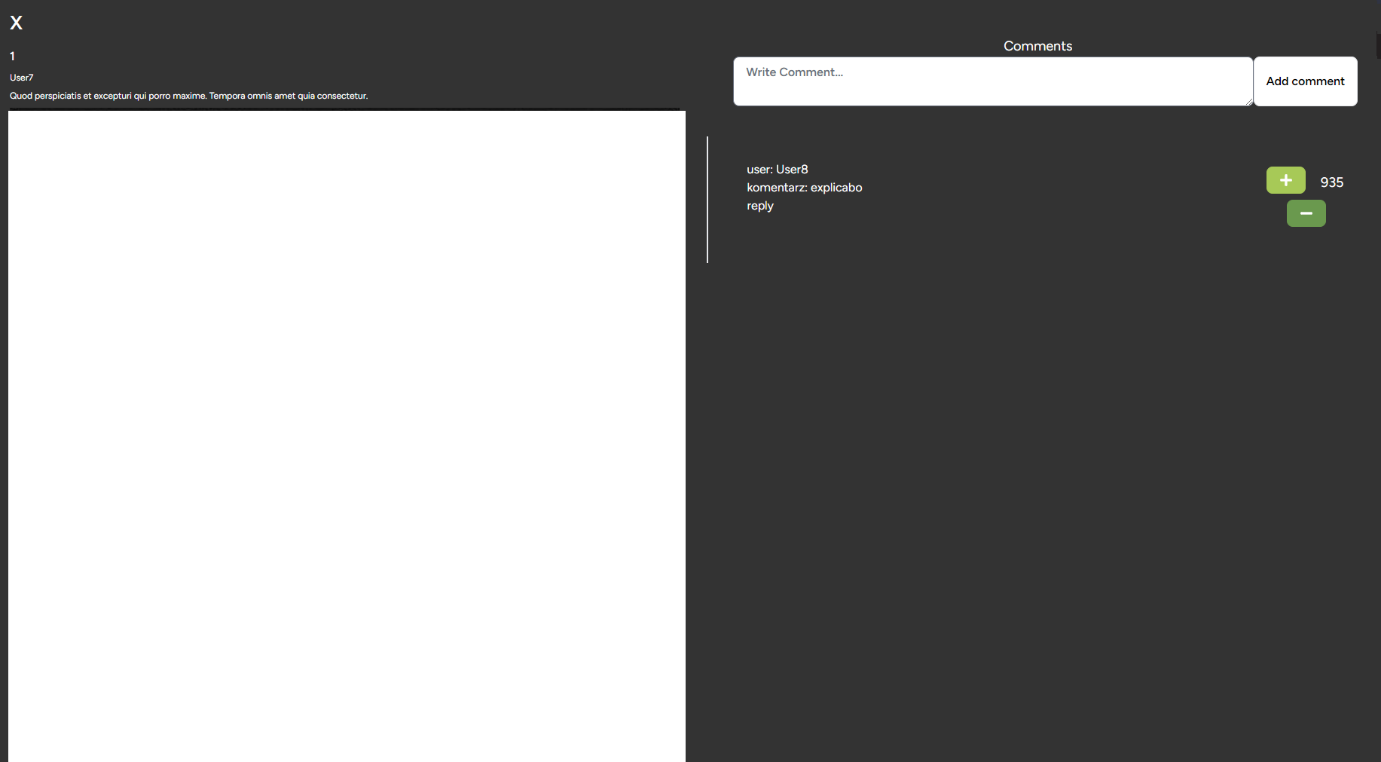 X
1
User7
Quod perspiciatis et excepturi qui porro maxime. Tempora omnis amet quia consectetur.
Comments
Write Comment...
Add comment
user: User8
komentarz: explicabo
reply
+ 935
−